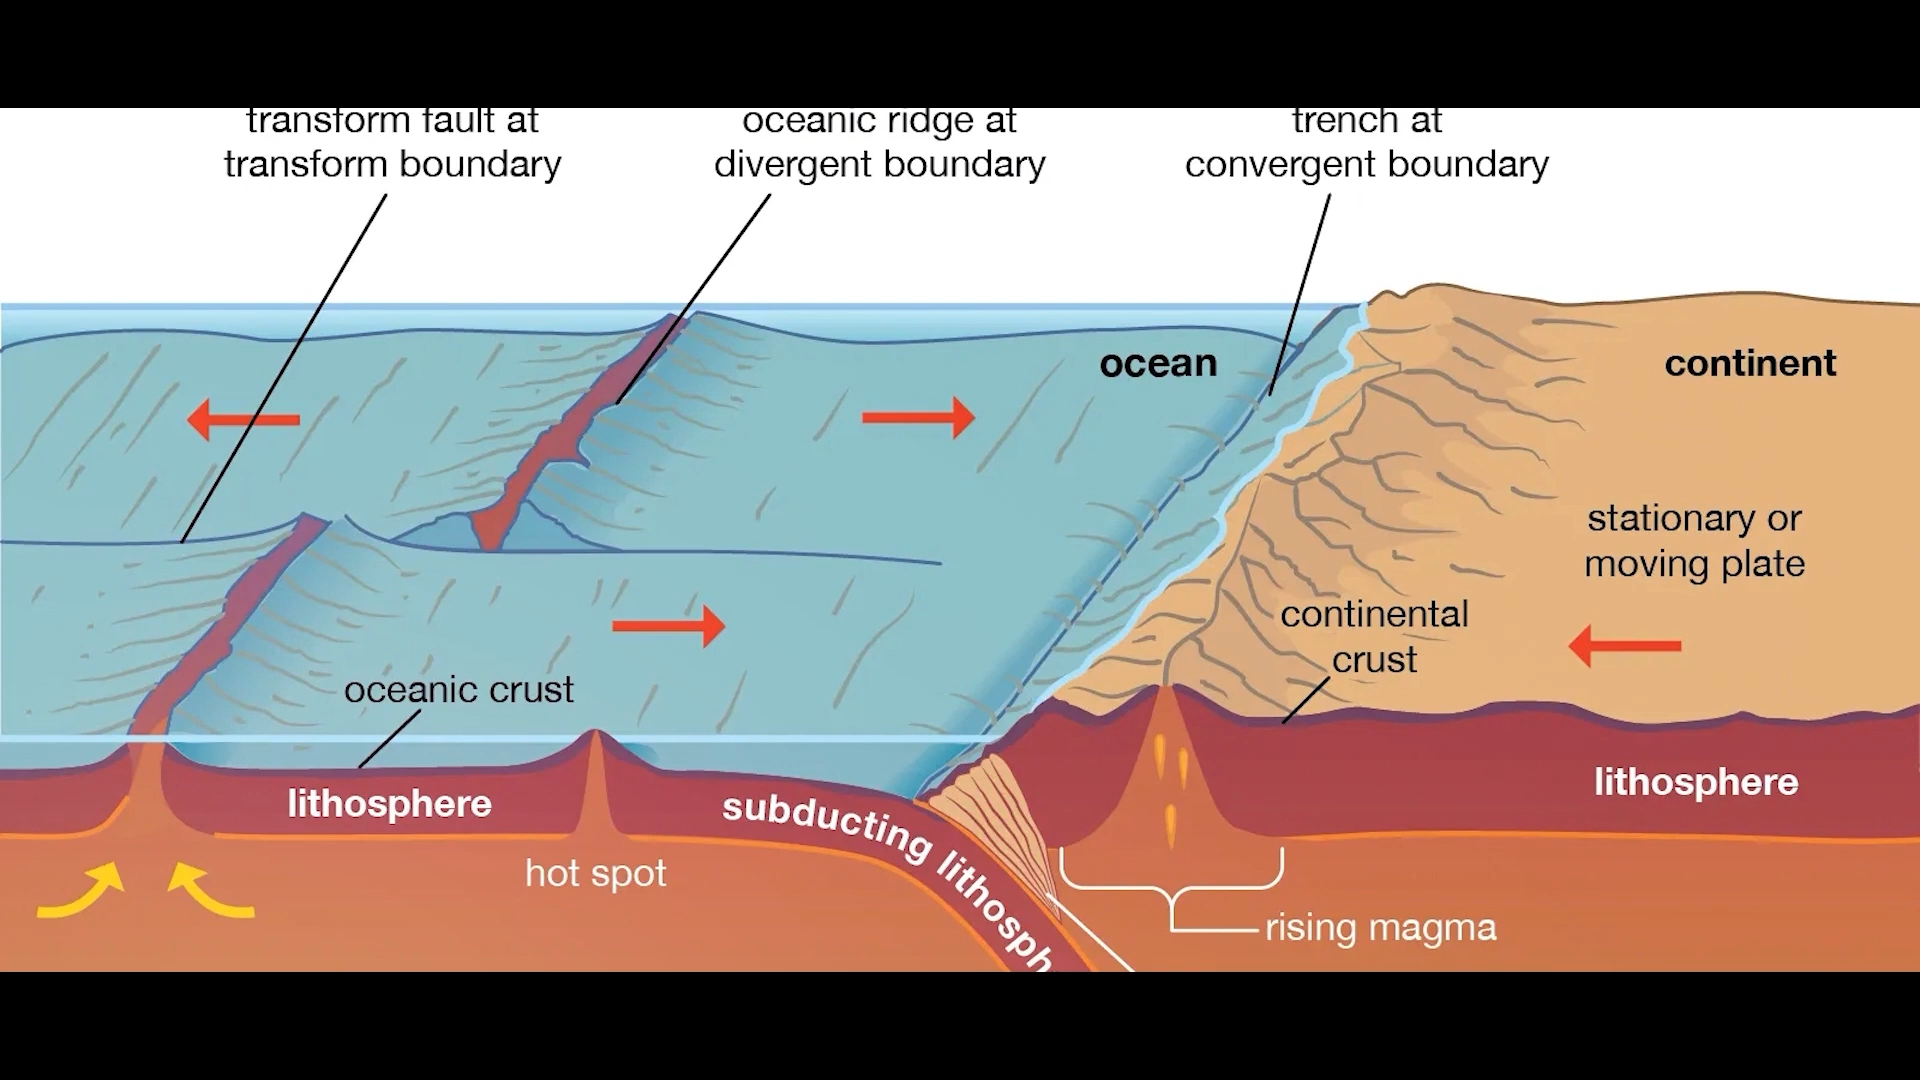 transform fault at
transform boundary
oceanic ridge at
divergent boundary
trench at
convergent boundary
ocean
continent
stationary or
moving plate
continental
crust
oceanic crust
lithosphere
lithosphere
subducting lithosph
hot spot
rising magma